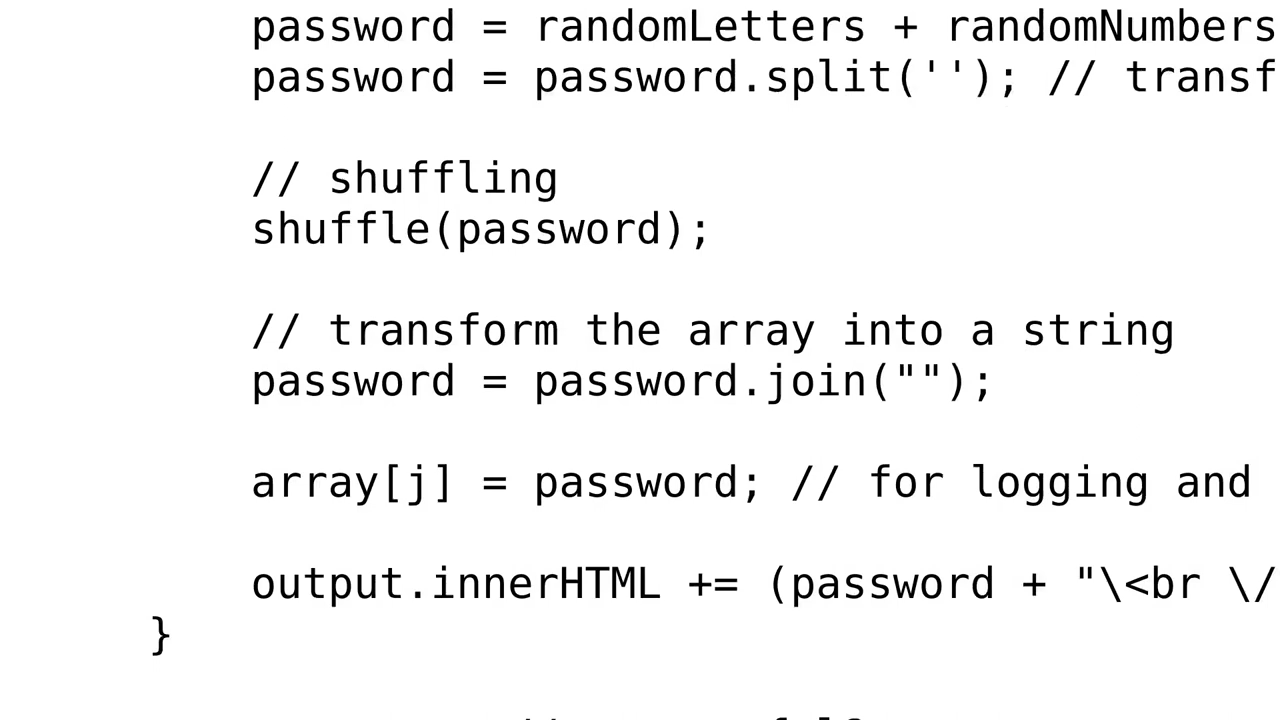 password = randomLetters + randomNumbers
password = password.split(''); // transf
// shuffling
shuffle(password);
// transform the array into a string
password = password.join("");
array[j] = password; // for logging and
output.innerHTML += (password + "\<br \/
}